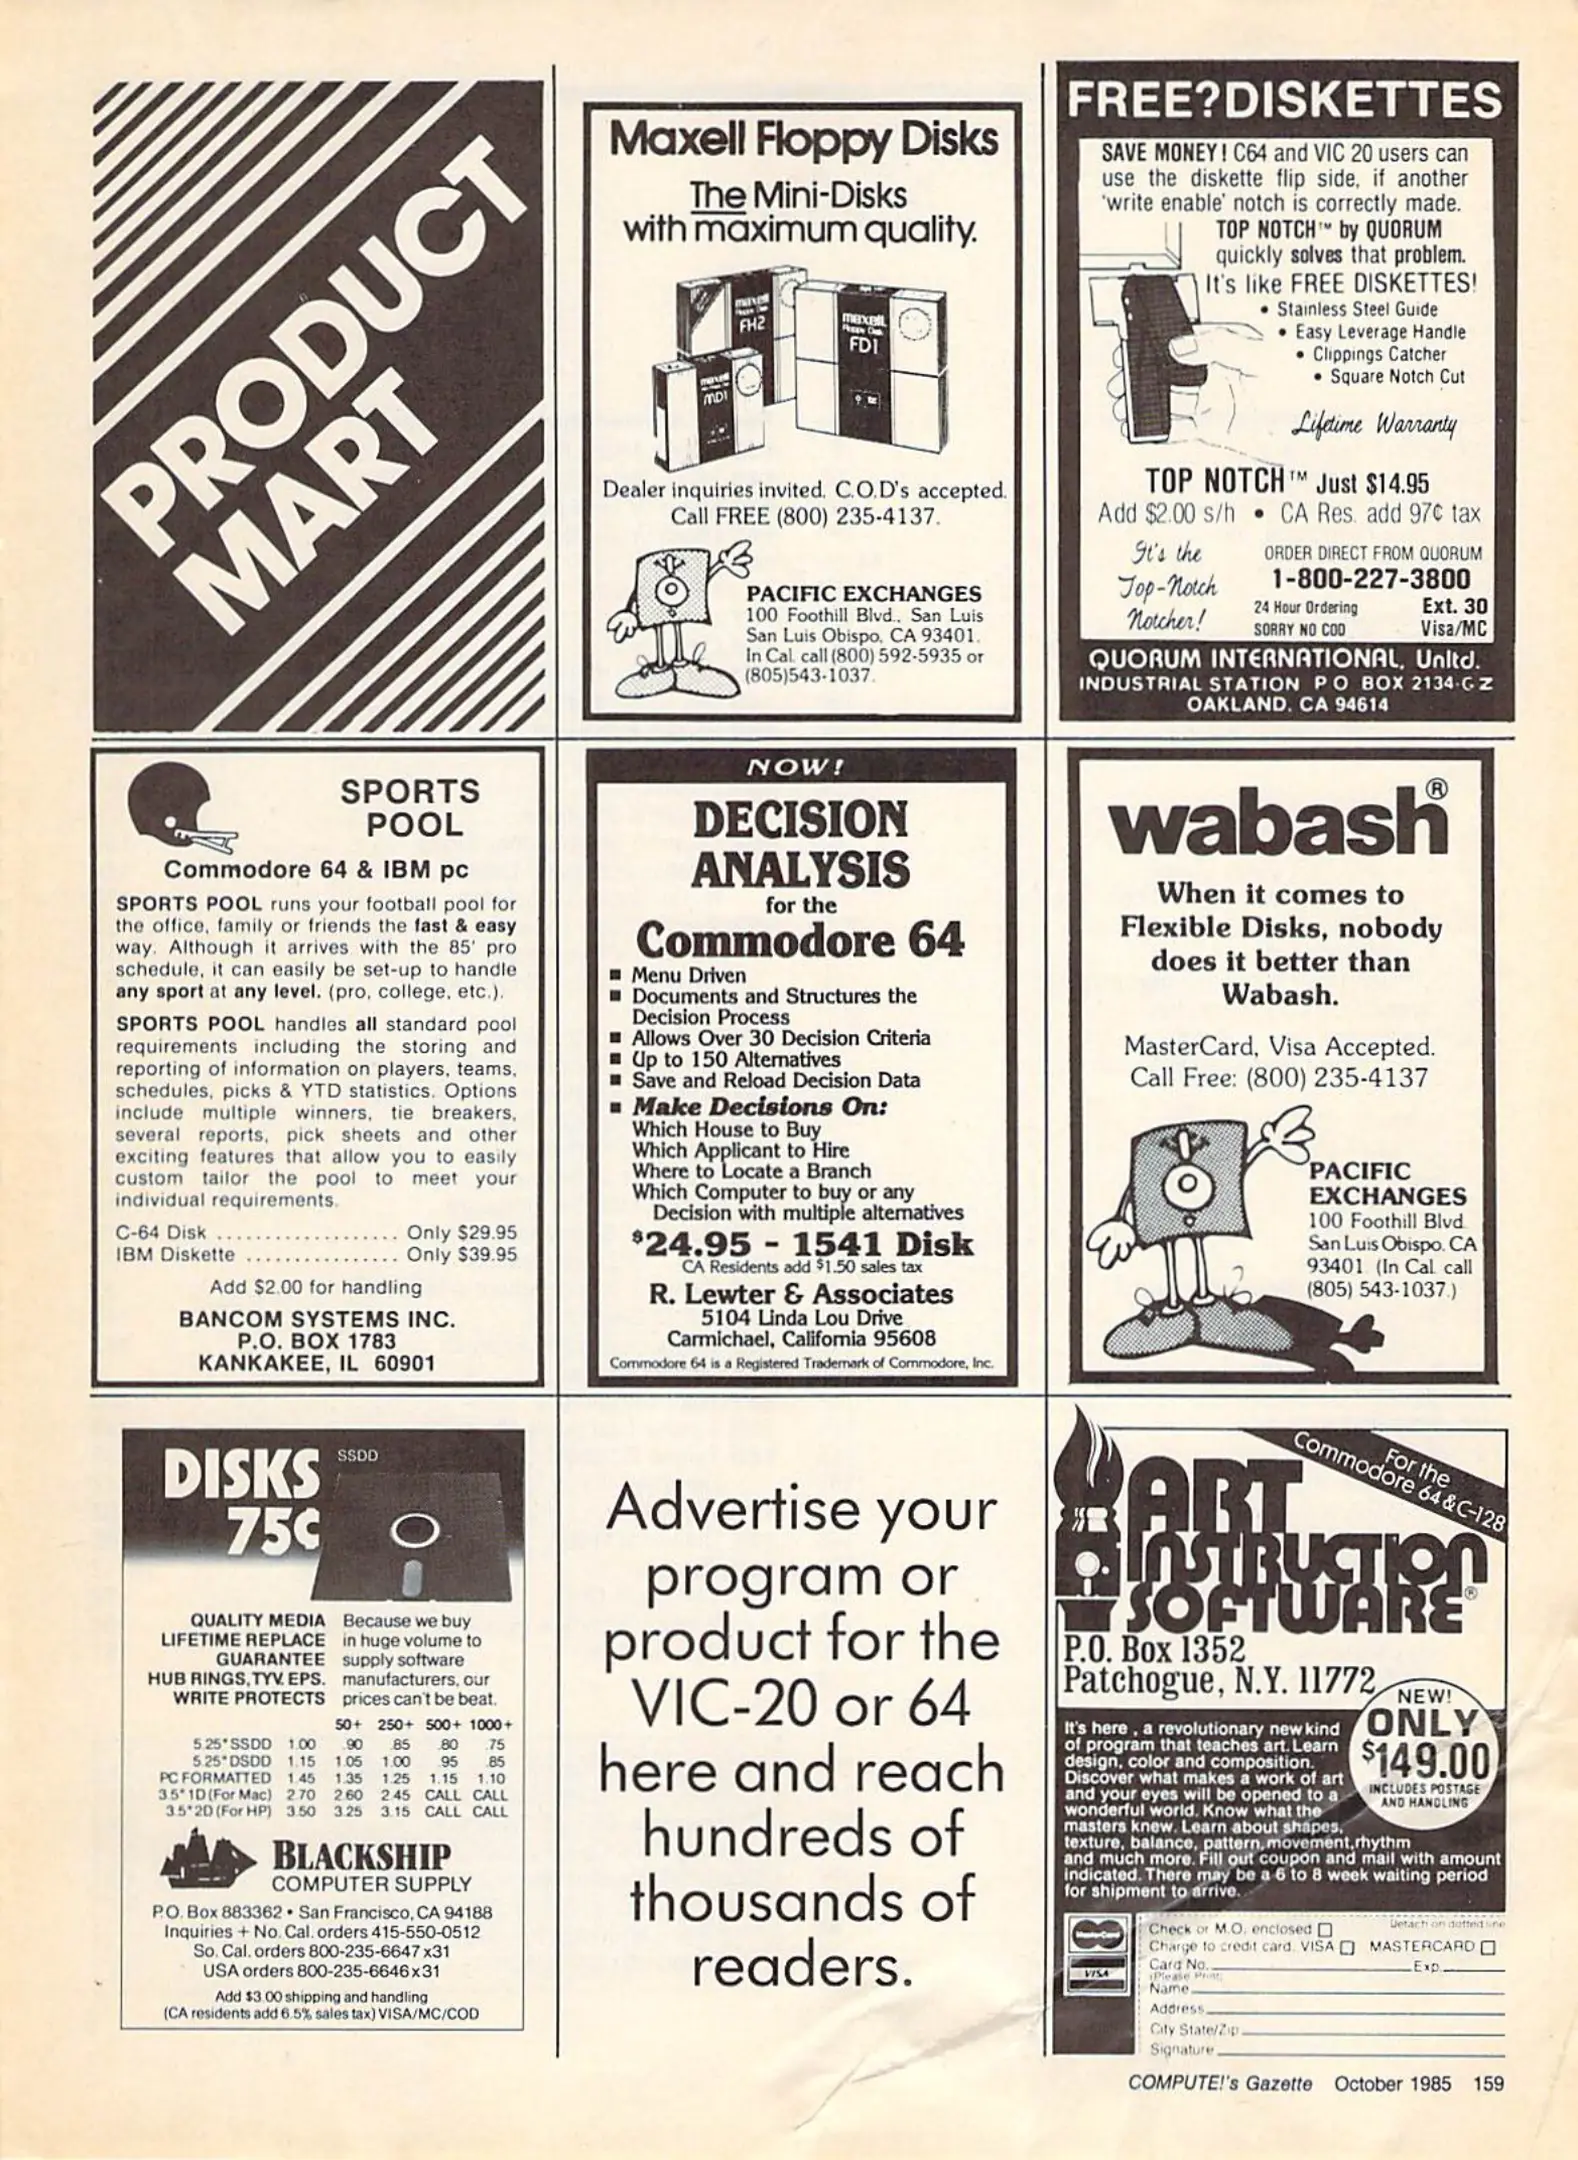 PRODUCT
MART
Maxell Floppy Disks
The Mini-Disks
with maximum quality.
maxell
Floppy Disk
FH2
maxell
Floppy Disk
FD1
maxell
MD1
Dealer inquiries invited. C.O.D's accepted.
Call FREE (800) 235-4137.
PACIFIC EXCHANGES
100 Foothill Blvd., San Luis
San Luis Obispo, CA 93401.
In Cal. call (800) 592-5935 or
(805)543-1037.
FREE?DISKETTES
SAVE MONEY! C64 and VIC 20 users can
use the diskette flip side, if another
'write enable' notch is correctly made.
TOP NOTCH™ by QUORUM
quickly solves that problem.
It's like FREE DISKETTES!
• Stainless Steel Guide
• Easy Leverage Handle
• Clippings Catcher
• Square Notch Cut
Lifetime Warranty
TOP NOTCH™ Just $14.95
Add $2.00 s/h • CA Res. add 97¢ tax
It's the
Top-Notch
Notcher!
ORDER DIRECT FROM QUORUM
1-800-227-3800
24 Hour Ordering Ext. 30
SORRY NO COD Visa/MC
QUORUM INTERNATIONAL, Unltd.
INDUSTRIAL STATION P O BOX 2134-GZ
OAKLAND, CA 94614
SPORTS
POOL
Commodore 64 & IBM pc
SPORTS POOL runs your football pool for
the office, family or friends the fast & easy
way. Although it arrives with the 85' pro
schedule, it can easily be set-up to handle
any sport at any level. (pro, college, etc.).
SPORTS POOL handles all standard pool
requirements including the storing and
reporting of information on players, teams,
schedules, picks & YTD statistics. Options
include multiple winners, tie breakers,
several reports, pick sheets and other
exciting features that allow you to easily
custom tailor the pool to meet your
individual requirements.
C-64 Disk ................... Only $29.95
IBM Diskette ................ Only $39.95
Add $2.00 for handling
BANCOM SYSTEMS INC.
P.O. BOX 1783
KANKAKEE, IL 60901
NOW!
DECISION
ANALYSIS
for the
Commodore 64
■ Menu Driven
■ Documents and Structures the
Decision Process
■ Allows Over 30 Decision Criteria
■ Up to 150 Alternatives
■ Save and Reload Decision Data
■ Make Decisions On:
Which House to Buy
Which Applicant to Hire
Where to Locate a Branch
Which Computer to buy or any
Decision with multiple alternatives
$24.95 - 1541 Disk
CA Residents add $1.50 sales tax
R. Lewter & Associates
5104 Linda Lou Drive
Carmichael, California 95608
Commodore 64 is a Registered Trademark of Commodore, Inc.
wabash®
When it comes to
Flexible Disks, nobody
does it better than
Wabash.
MasterCard, Visa Accepted.
Call Free: (800) 235-4137
PACIFIC
EXCHANGES
100 Foothill Blvd.
San Luis Obispo, CA
93401. (In Cal. call
(805) 543-1037.)
DISKS
75¢
SSDD
QUALITY MEDIA
LIFETIME REPLACE
GUARANTEE
HUB RINGS, TYV. EPS.
WRITE PROTECTS
Because we buy
in huge volume to
supply software
manufacturers, our
prices can't be beat.
50+ 250+ 500+ 1000+
5.25" SSDD 1.00 .90 .85 .80 .75
5.25" DSDD 1.15 1.05 1.00 .95 .85
PC FORMATTED 1.45 1.35 1.25 1.15 1.10
3.5" 1D (For Mac) 2.70 2.60 2.45 CALL CALL
3.5" 2D (For HP) 3.50 3.25 3.15 CALL CALL
BLACKSHIP
COMPUTER SUPPLY
P.O. Box 883362 • San Francisco, CA 94188
Inquiries + No. Cal. orders 415-550-0512
So. Cal. orders 800-235-6647 x31
USA orders 800-235-6646 x31
Add $3.00 shipping and handling
(CA residents add 6.5% sales tax) VISA/MC/COD
Advertise your
program or
product for the
VIC-20 or 64
here and reach
hundreds of
thousands of
readers.
For the
Commodore 64 & C-128
ART
INSTRUCTION
SOFTWARE®
P.O. Box 1352
Patchogue, N.Y. 11772
NEW!
ONLY
$149.00
INCLUDES POSTAGE
AND HANDLING
It's here , a revolutionary new kind
of program that teaches art. Learn
design, color and composition.
Discover what makes a work of art
and your eyes will be opened to a
wonderful world. Know what the
masters knew. Learn about shapes,
texture, balance, pattern, movement, rhythm
and much more. Fill out coupon and mail with amount
indicated. There may be a 6 to 8 week waiting period
for shipment to arrive.
Detach on dotted line
MasterCard
VISA
Check or M.O. enclosed
Charge to credit card. VISA MASTERCARD
Card No. Exp.
(Please Print)
Name
Address
City State/Zip
Signature
COMPUTE!'s Gazette October 1985 159